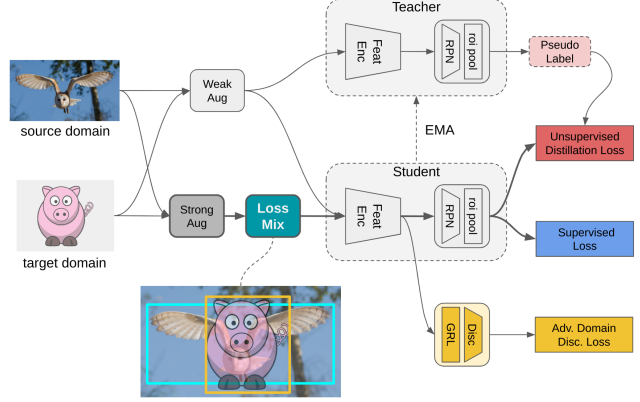 Teacher
Feat
Enc
RPN
roi pool
Pseudo
Label
Weak
Aug
source domain
EMA
Unsupervised
Distillation Loss
Student
Strong
Aug
Loss
Mix
Feat
Enc
RPN
roi pool
Supervised
Loss
target domain
GRL
Disc
Adv. Domain
Disc. Loss